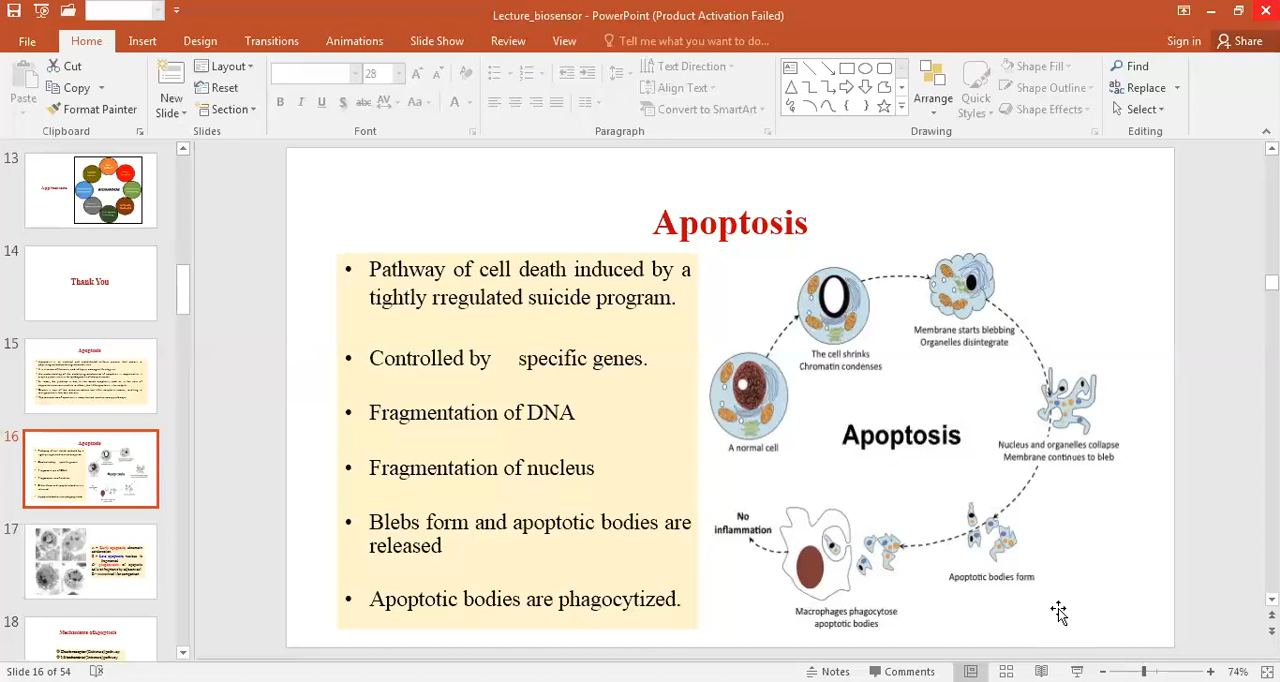 Lecture_biosensor - PowerPoint (Product Activation Failed)
File Home Insert Design Transitions Animations Slide Show Review View Tell me what you want to do... Sign in Share
Paste
Cut
Copy
Format Painter
Clipboard
New Slide
Layout
Reset
Section
Slides
28
B I U S abc AV Aa A
Font
Text Direction
Align Text
Convert to SmartArt
Paragraph
Arrange
Quick Styles
Shape Fill
Shape Outline
Shape Effects
Drawing
Find
Replace
Select
Editing
13
14
Thank You
15
Apoptosis
16
Apoptosis
17
18
Apoptosis
• Pathway of cell death induced by a
tightly rregulated suicide program.
• Controlled by specific genes.
• Fragmentation of DNA
• Fragmentation of nucleus
• Blebs form and apoptotic bodies are
released
• Apoptotic bodies are phagocytized.
A normal cell
The cell shrinks
Chromatin condenses
Membrane starts blebbing
Organelles disintegrate
Nucleus and organelles collapse
Membrane continues to bleb
Apoptosis
Apoptotic bodies form
Macrophages phagocytose
apoptotic bodies
No
inflammation
Slide 16 of 54 Notes Comments 74%